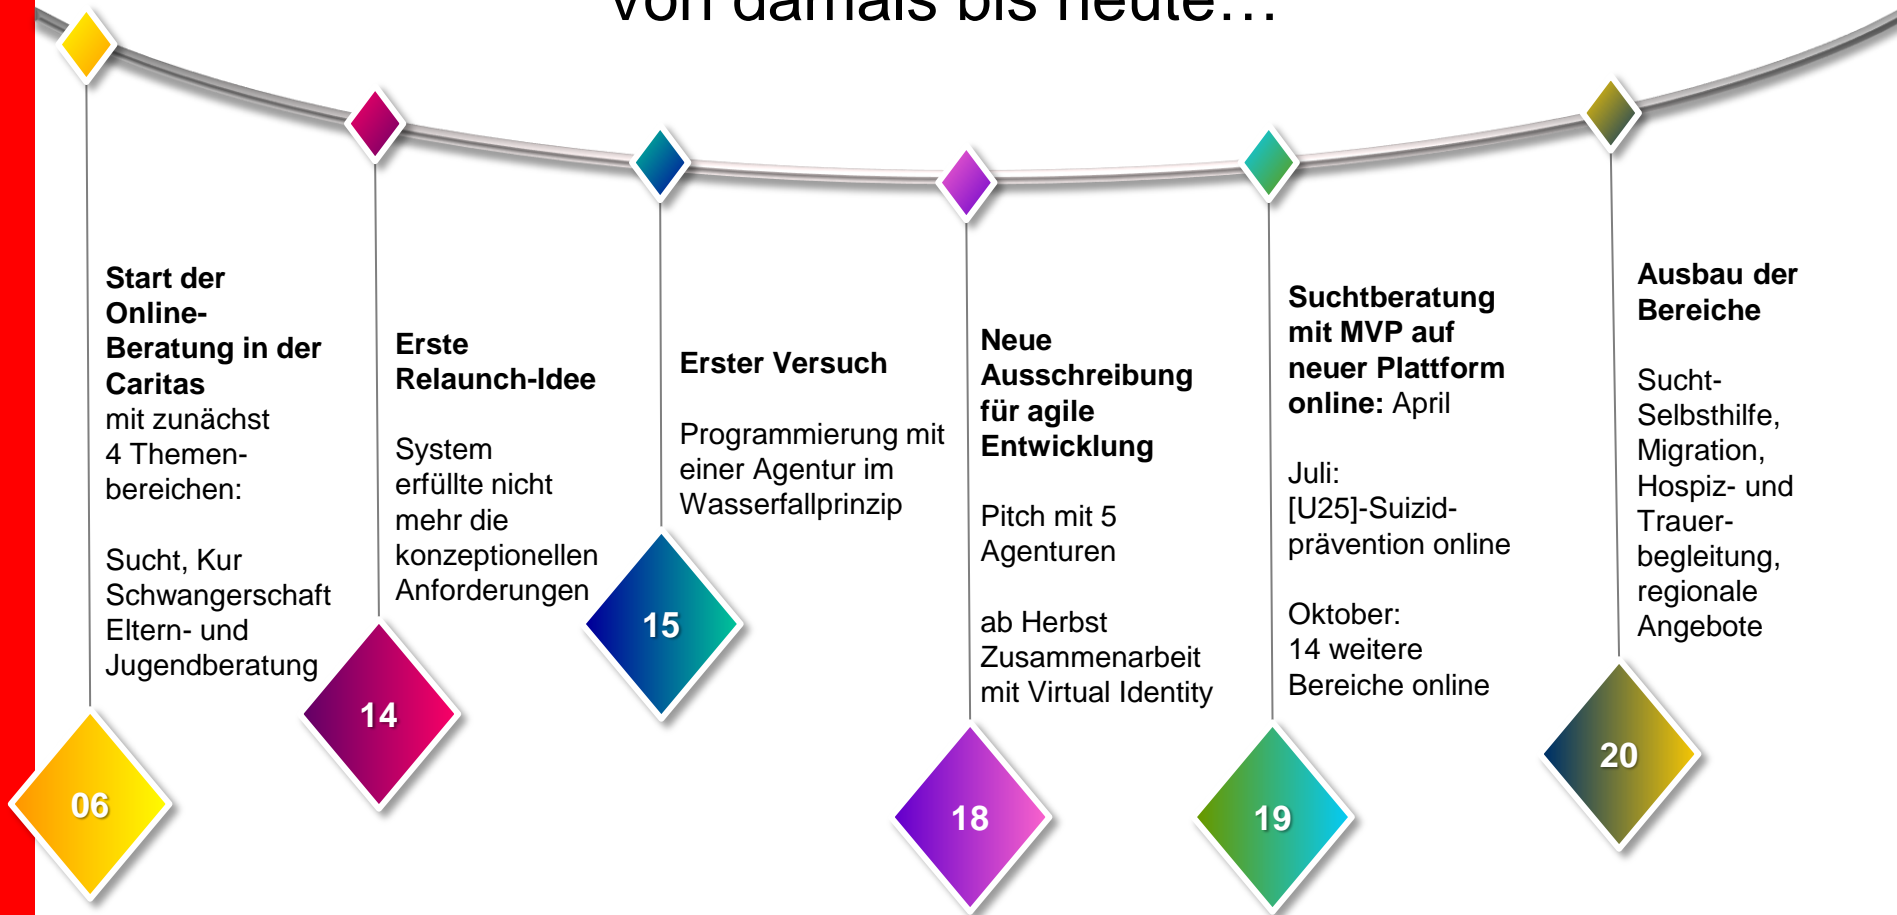 von damals bis heute…
Start der
Online-
Beratung in der
Caritas
mit zunächst
4 Themen-
bereichen:
Sucht, Kur
Schwangerschaft
Eltern- und
Jugendberatung
06
Erste
Relaunch-Idee
System
erfüllte nicht
mehr die
konzeptionellen
Anforderungen
14
Erster Versuch
Programmierung mit
einer Agentur im
Wasserfallprinzip
15
Neue
Ausschreibung
für agile
Entwicklung
Pitch mit 5
Agenturen
ab Herbst
Zusammenarbeit
mit Virtual Identity
18
Suchtberatung
mit MVP auf
neuer Plattform
online: April
Juli:
[U25]-Suizid-
prävention online
Oktober:
14 weitere
Bereiche online
19
Ausbau der
Bereiche
Sucht-
Selbsthilfe,
Migration,
Hospiz- und
Trauer-
begleitung,
regionale
Angebote
20